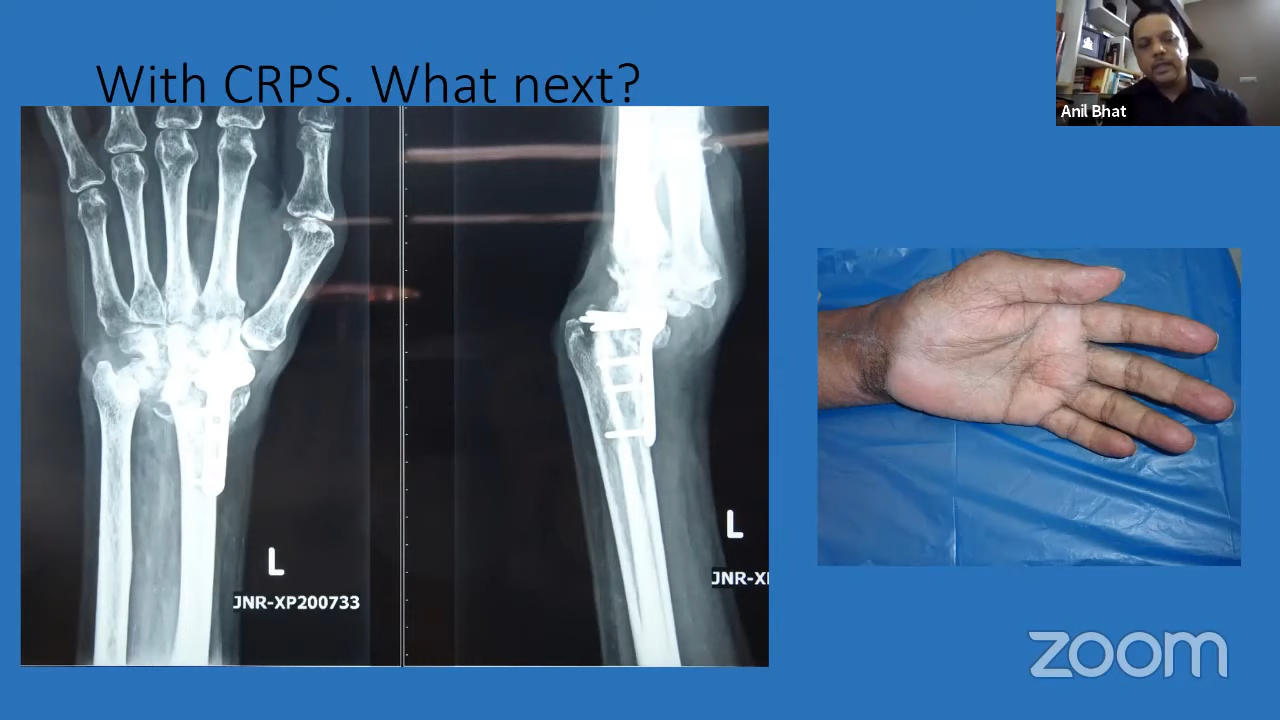 With CRPS. What next?
Anil Bhat
L
JNR-XP200733
L
JNR-XI
zoom